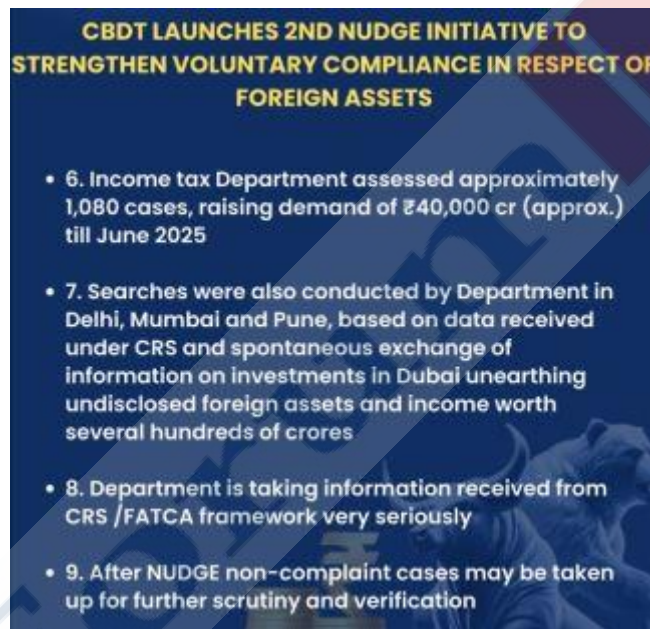 CBDT LAUNCHES 2ND NUDGE INITIATIVE TO
STRENGTHEN VOLUNTARY COMPLIANCE IN RESPECT OF
FOREIGN ASSETS
• 6. Income tax Department assessed approximately
1,080 cases, raising demand of ₹40,000 cr (approx.)
till June 2025
• 7. Searches were also conducted by Department in
Delhi, Mumbai and Pune, based on data received
under CRS and spontaneous exchange of
information on investments in Dubai unearthing
undisclosed foreign assets and income worth
several hundreds of crores
• 8. Department is taking information received from
CRS /FATCA framework very seriously
• 9. After NUDGE non-complaint cases may be taken
up for further scrutiny and verification